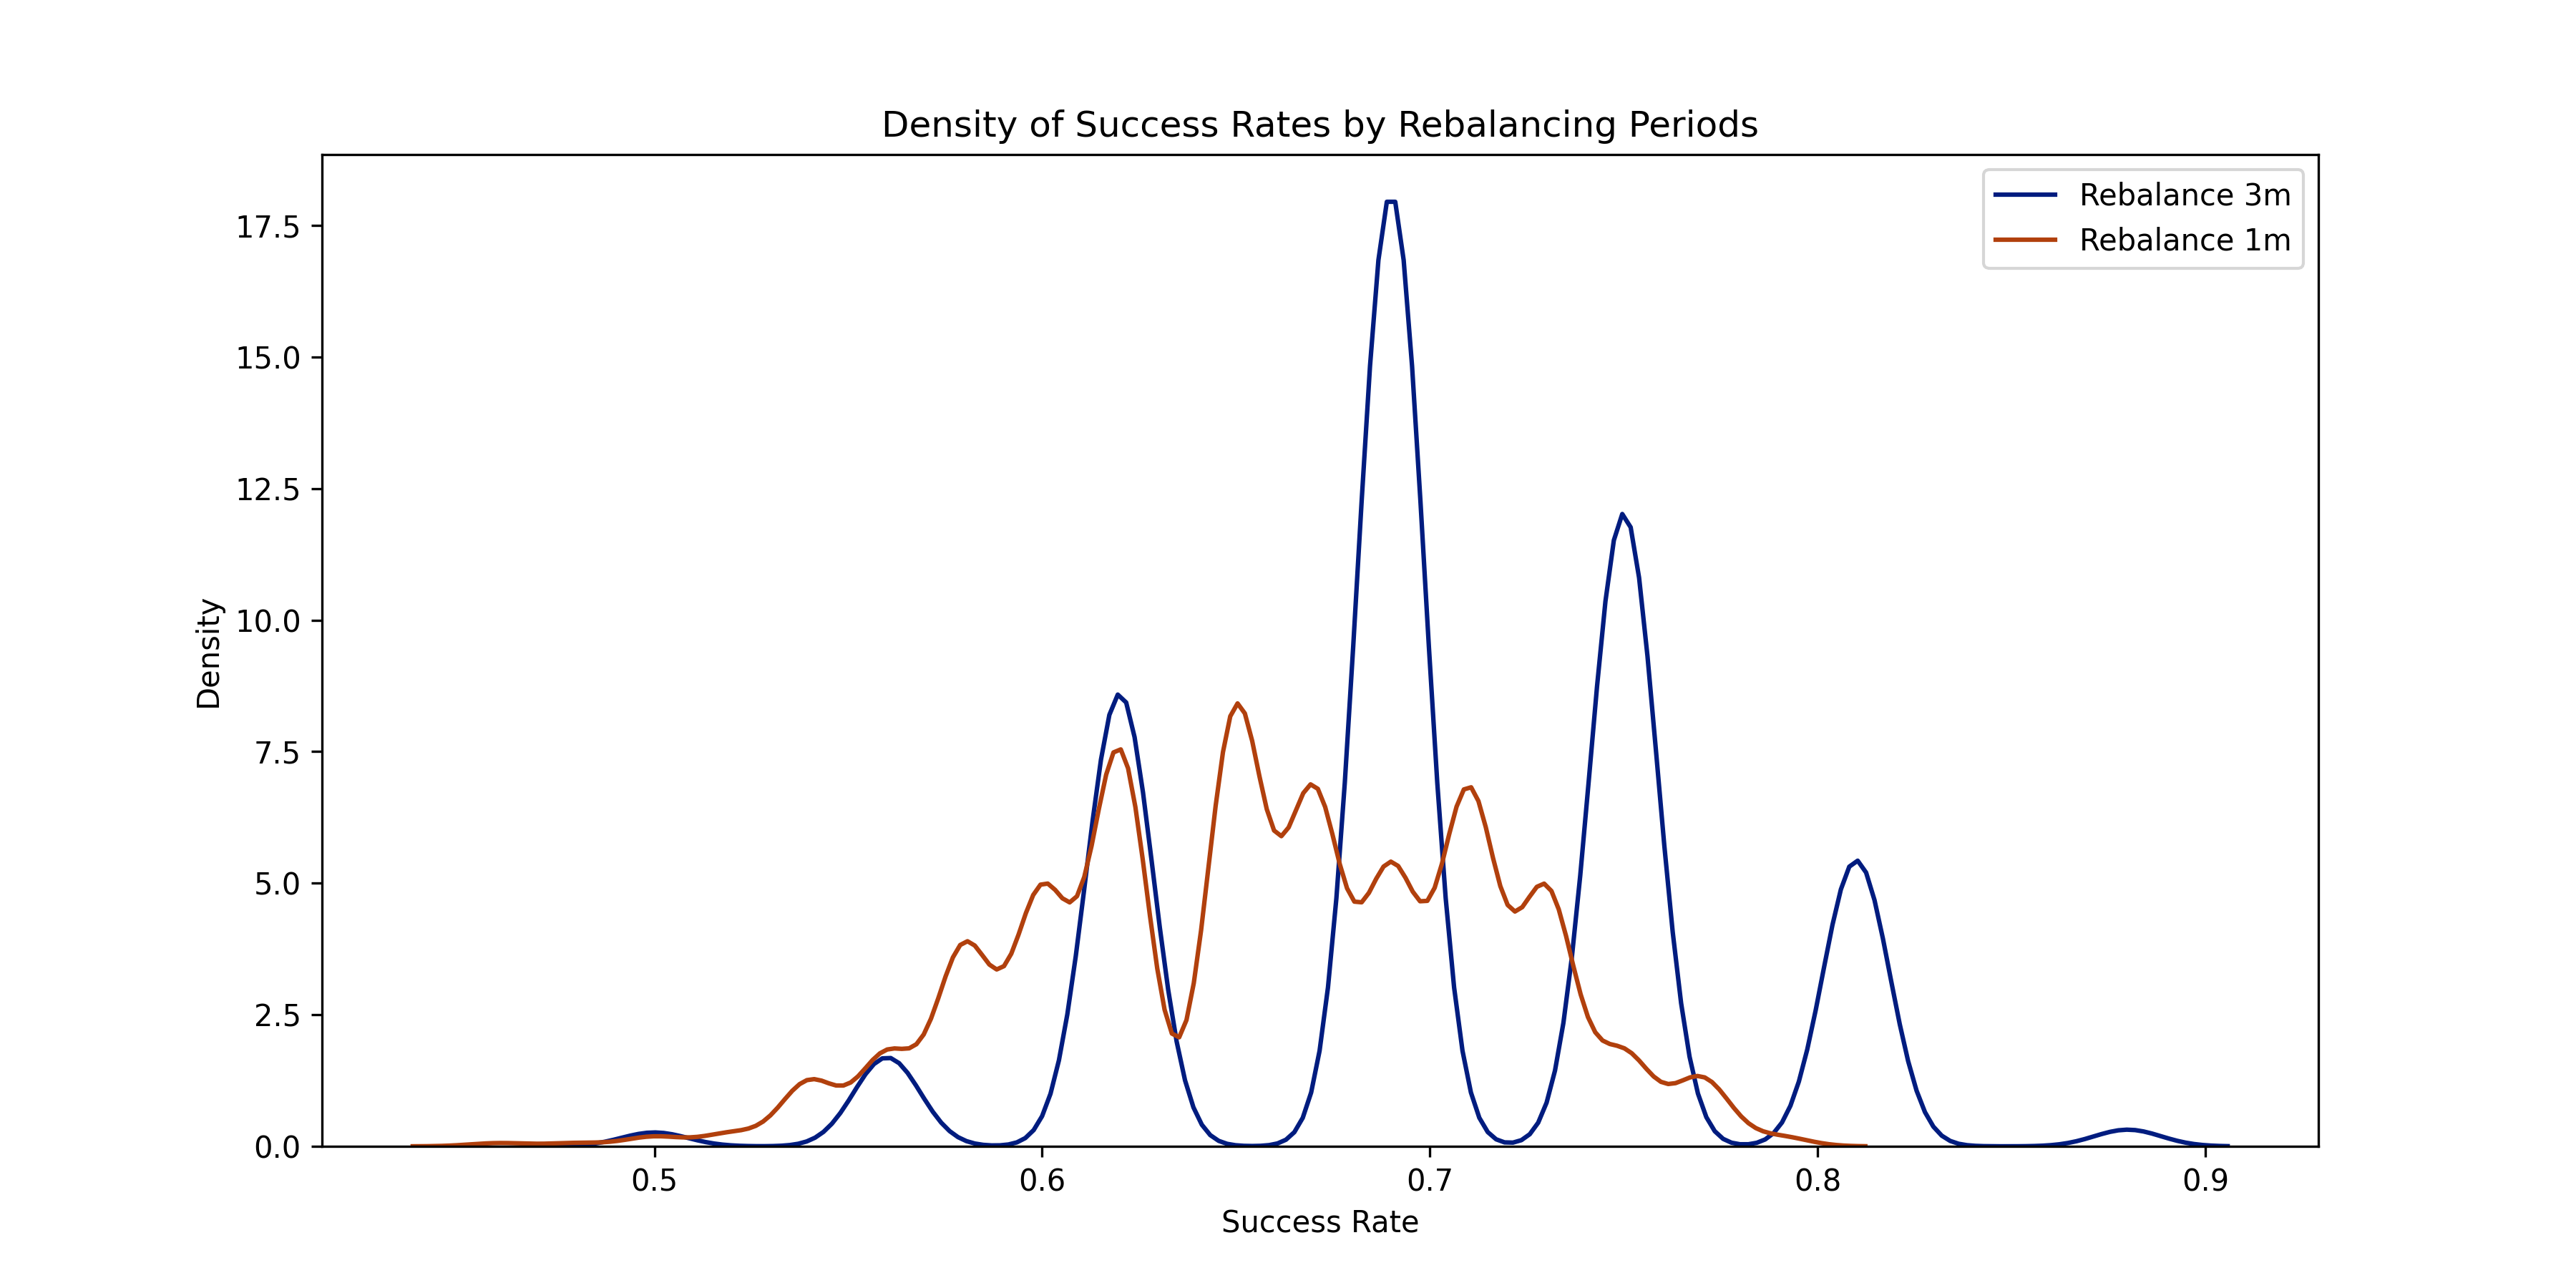 Density of Success Rates by Rebalancing Periods
Rebalance 3m
Rebalance 1m
17.5
15.0
12.5
10.0
7.5
5.0
2.5
0.0
Density
0.5 0.6 0.7 0.8 0.9
Success Rate